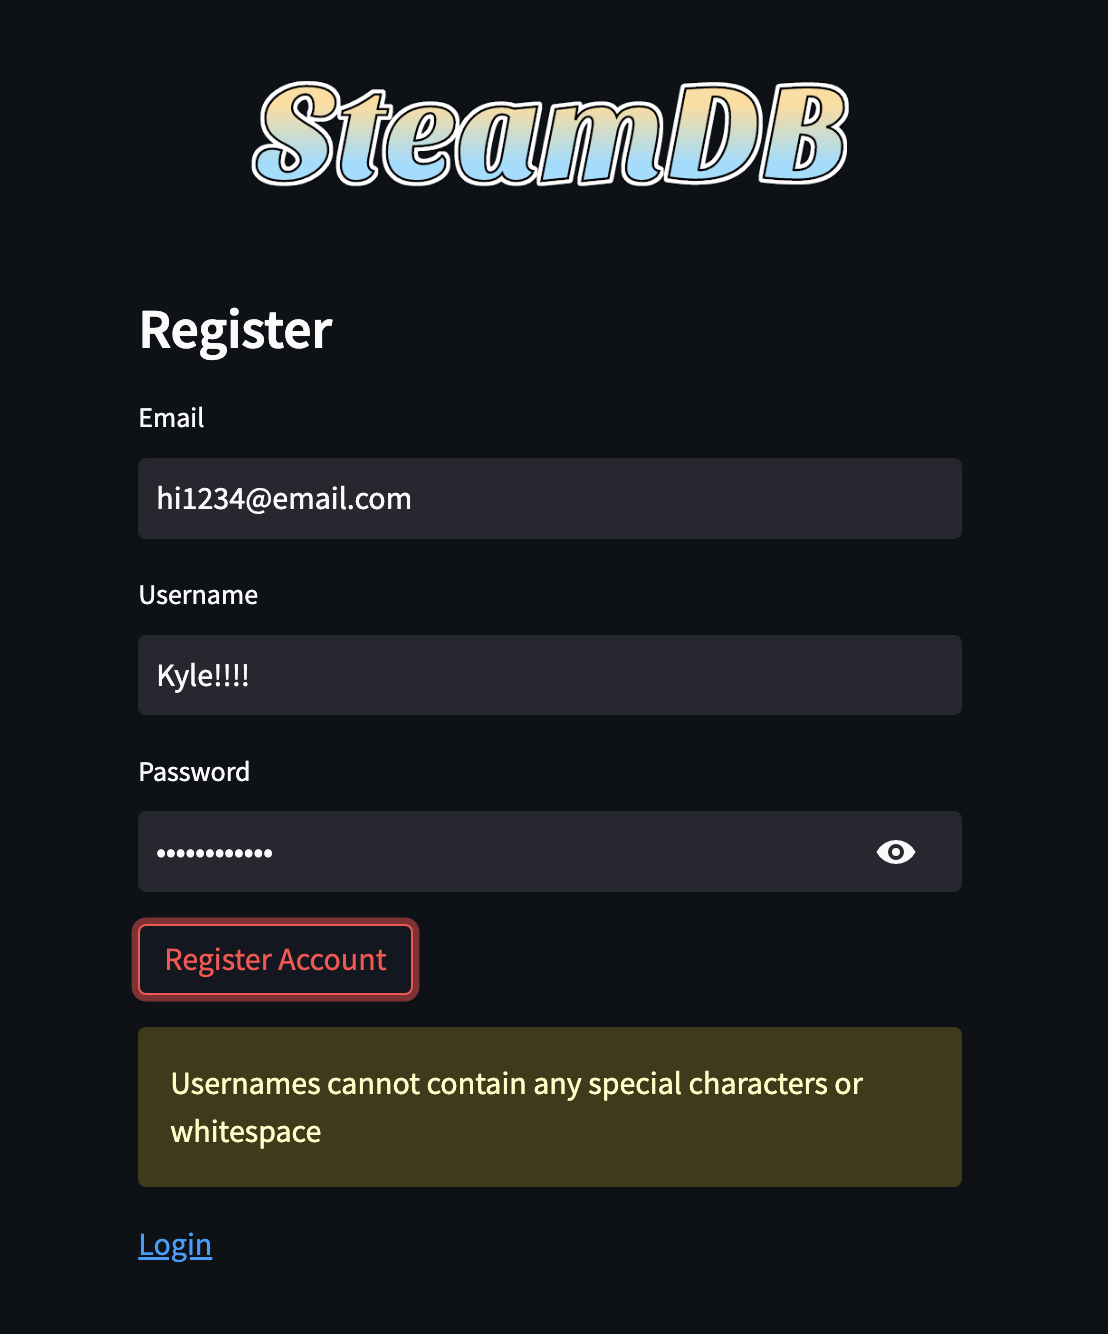 SteamDB
Register
Email
hi1234@email.com
Username
Kyle!!!!
Password
••••••••••••
Register Account
Usernames cannot contain any special characters or
whitespace
Login